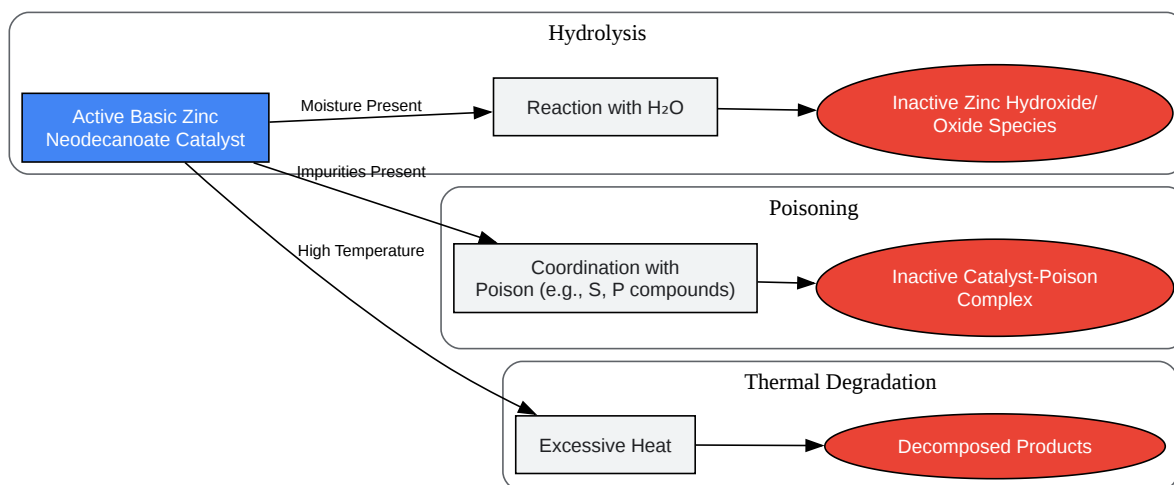 Hydrolysis
Active Basic Zinc
Neodecanoate Catalyst
Moisture Present
Reaction with H₂O
Inactive Zinc Hydroxide/
Oxide Species
Impurities Present
Poisoning
High Temperature
Coordination with
Poison (e.g., S, P compounds)
Inactive Catalyst-Poison
Complex
Thermal Degradation
Excessive Heat
Decomposed Products